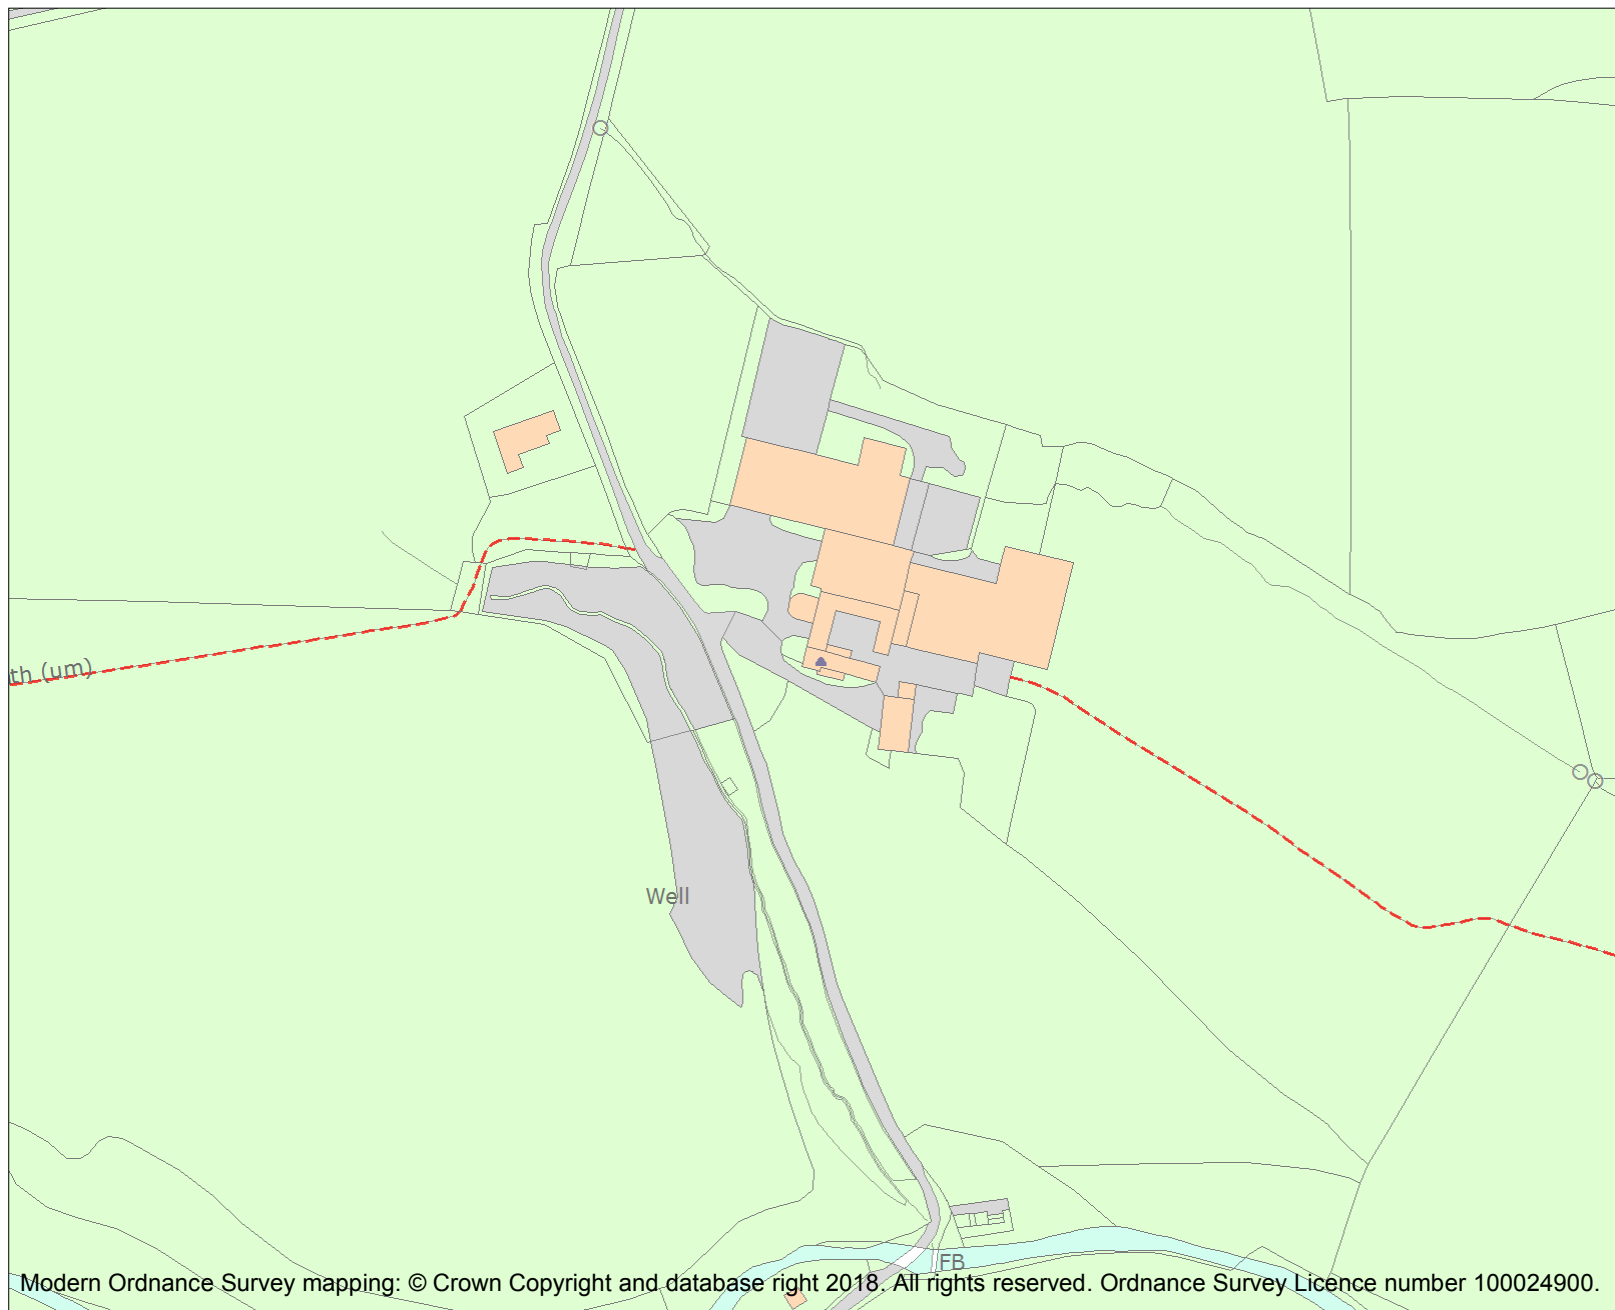 th (um)
Well
FB
Modern Ordnance Survey mapping: © Crown Copyright and database right 2018. All rights reserved. Ordnance Survey Licence number 100024900.